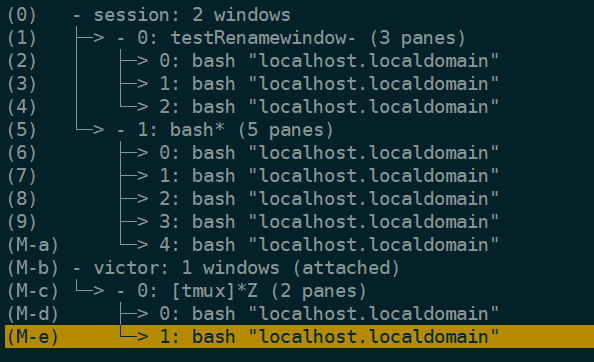 (0) - session: 2 windows
(1) ├─> - 0: testRenamewindow- (3 panes)
(2) │ ├─> 0: bash "localhost.localdomain"
(3) │ ├─> 1: bash "localhost.localdomain"
(4) │ └─> 2: bash "localhost.localdomain"
(5) └─> - 1: bash* (5 panes)
(6) ├─> 0: bash "localhost.localdomain"
(7) ├─> 1: bash "localhost.localdomain"
(8) ├─> 2: bash "localhost.localdomain"
(9) ├─> 3: bash "localhost.localdomain"
(M-a) └─> 4: bash "localhost.localdomain"
(M-b) - victor: 1 windows (attached)
(M-c) └─> - 0: [tmux]*Z (2 panes)
(M-d) ├─> 0: bash "localhost.localdomain"
(M-e) └─> 1: bash "localhost.localdomain"